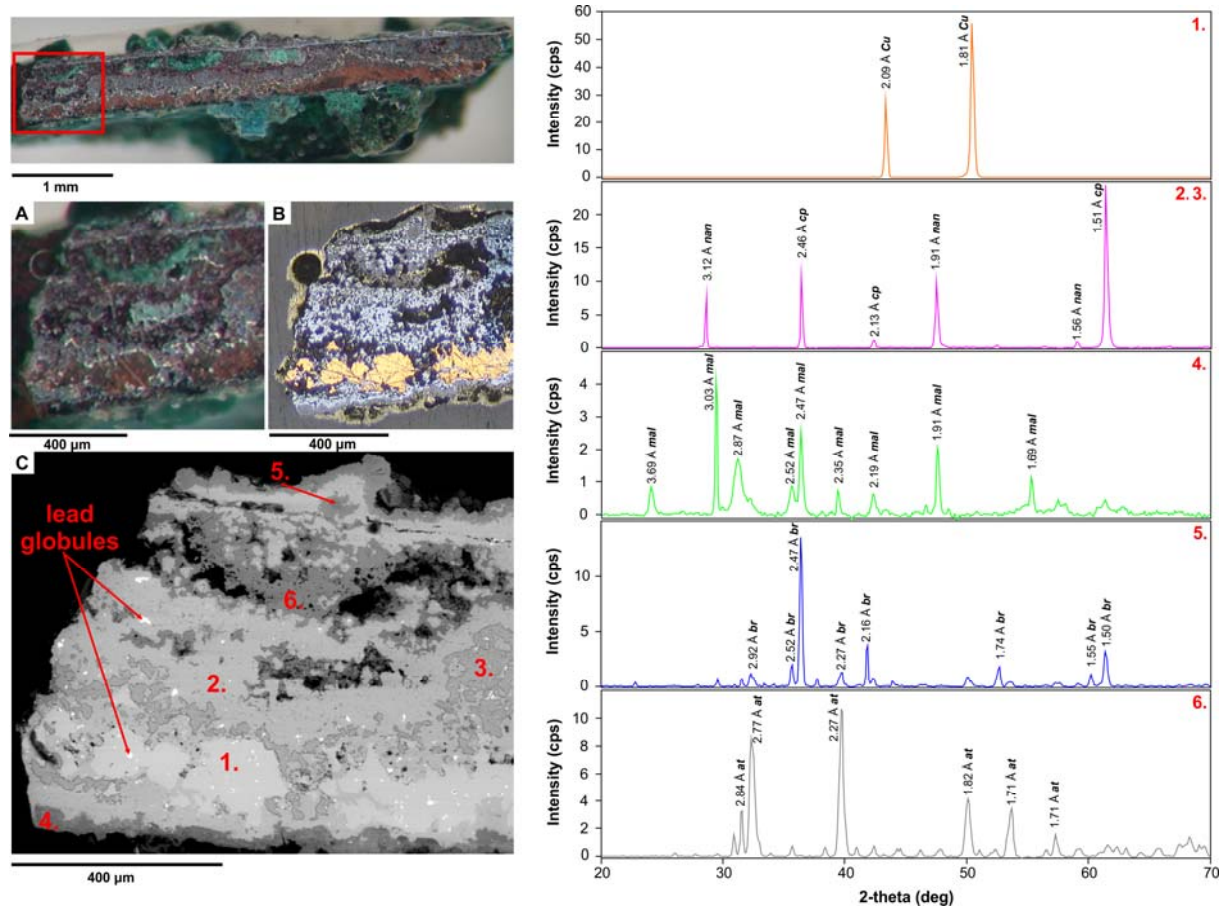 1 mm
A
B
400 µm
400 µm
C
5.
lead
globules
6.
3.
2.
1.
4.
400 µm
Intensity (cps)
60
50
40
30
20
10
0
2.09 Å Cu
1.81 Å Cu
1.
Intensity (cps)
20
15
10
5
0
3.12 Å nan
2.46 Å cp
2.13 Å cp
1.91 Å nan
1.56 Å nan
1.51 Å cp
2. 3.
Intensity (cps)
4
3
2
1
0
3.69 Å mal
3.03 Å mal
2.87 Å mal
2.52 Å mal
2.47 Å mal
2.35 Å mal
2.19 Å mal
1.91 Å mal
1.69 Å mal
4.
Intensity (cps)
10
5
0
2.92 Å br
2.52 Å br
2.47 Å br
2.27 Å br
2.16 Å br
1.74 Å br
1.55 Å br
1.50 Å br
5.
Intensity (cps)
10
8
6
4
2
0
2.84 Å at
2.77 Å at
2.27 Å at
1.82 Å at
1.71 Å at
1.71 Å at
6.
20
30
40
50
60
70
2-theta (deg)